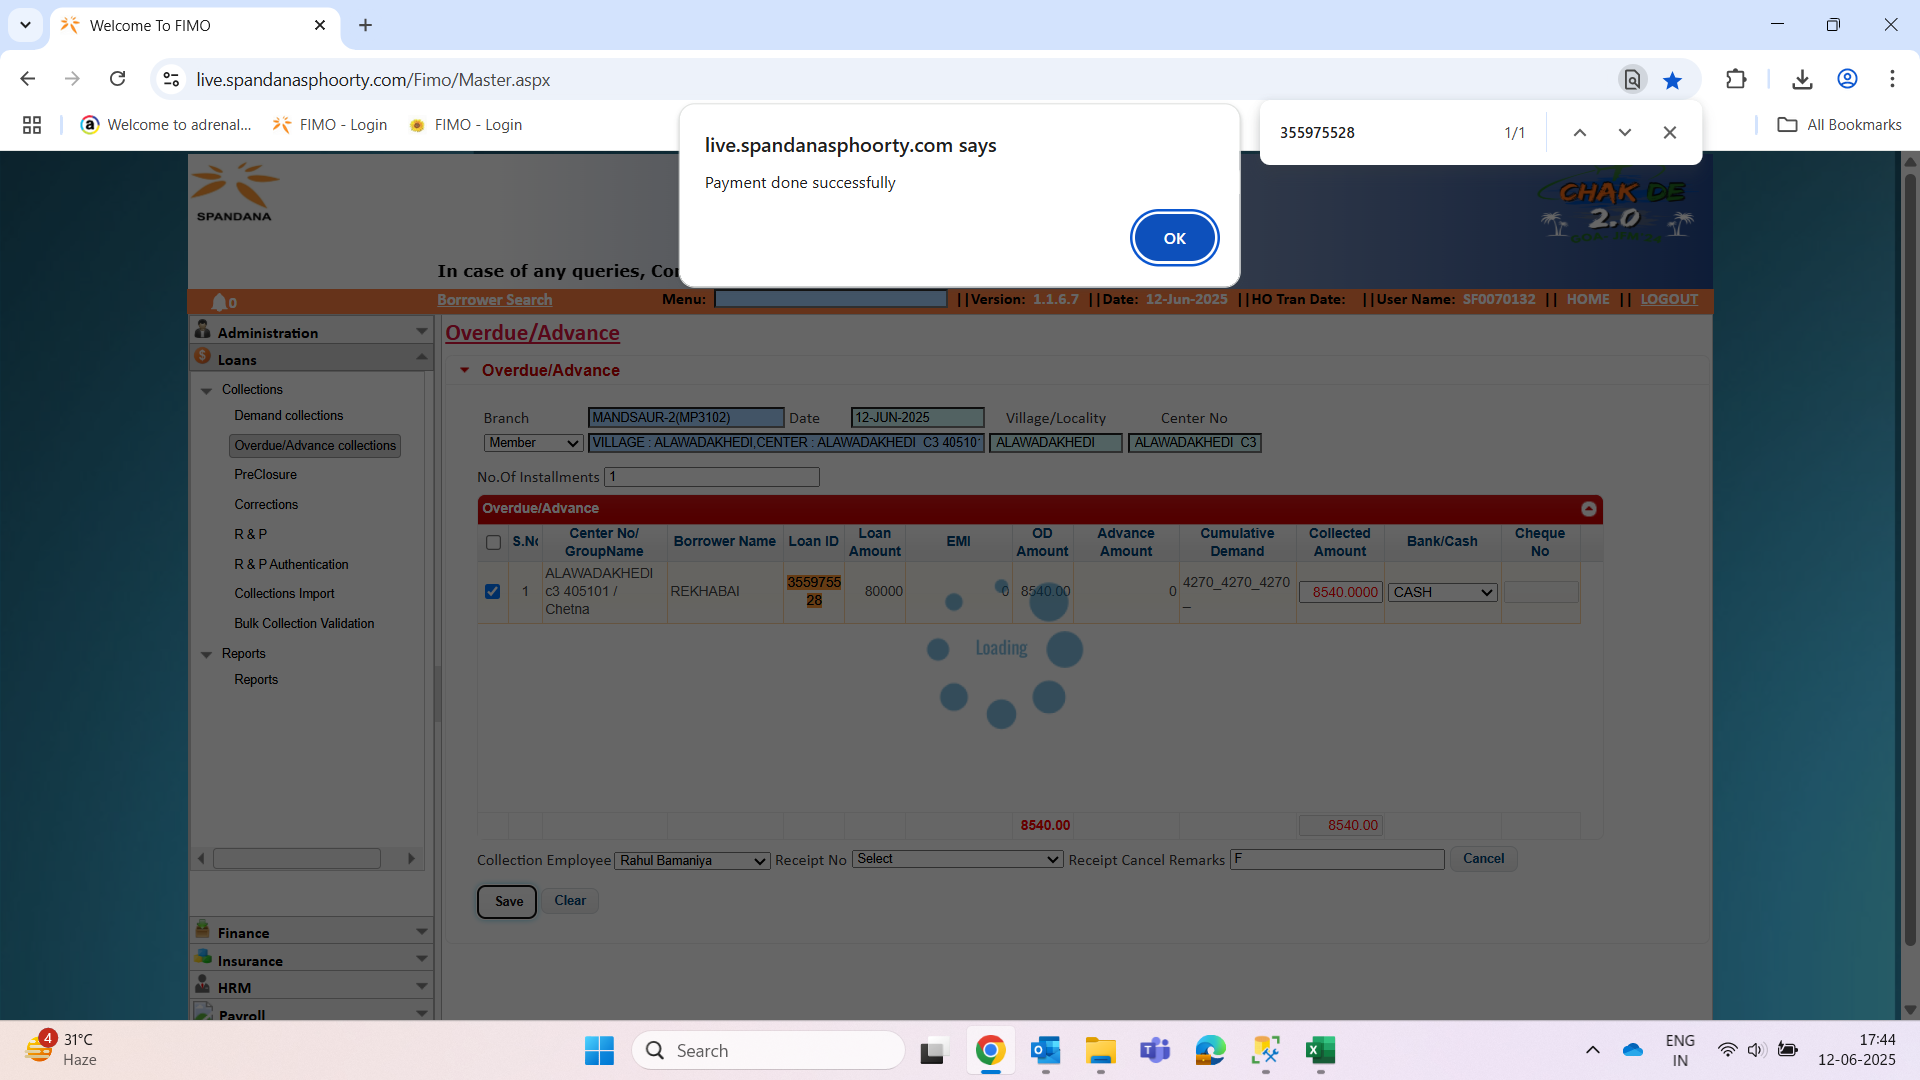 Welcome To FIMO
live.spandanasphoorty.com/Fimo/Master.aspx
Welcome to adrenal...
FIMO - Login
FIMO - Login
All Bookmarks
355975528
1/1
live.spandanasphoorty.com says
Payment done successfully
OK
SPANDANA
CHAK DE
2.0
In case of any queries, Co
0
Borrower Search
Menu:
||Version: 1.1.6.7 ||Date: 12-Jun-2025 ||HO Tran Date: ||User Name: SF0070132 || HOME || LOGOUT
Administration
Loans
Collections
Demand collections
Overdue/Advance collections
PreClosure
Corrections
R & P
R & P Authentication
Collections Import
Bulk Collection Validation
Reports
Reports
Finance
Insurance
HRM
Payroll
Overdue/Advance
Overdue/Advance
Branch MANDSAUR-2(MP3102) Date 12-JUN-2025 Village/Locality Center No
Member VILLAGE : ALAWADAKHEDI,CENTER : ALAWADAKHEDI C3 40510 ALAWADAKHEDI ALAWADAKHEDI C3
No.Of Installments 1
Overdue/Advance
S.No Center No/ GroupName Borrower Name Loan ID Loan Amount EMI OD Amount Advance Amount Cumulative Demand Collected Amount Bank/Cash Cheque No
1 ALAWADAKHEDI c3 405101 / Chetna REKHABAI 355975528 80000 0 8540.00 0 4270_4270_4270_ 8540.0000 CASH
Loading
8540.00 8540.00
Collection Employee Rahul Bamaniya Receipt No Select Receipt Cancel Remarks F Cancel
Save Clear
4
31°C
Haze
Search
ENG
IN
17:44
12-06-2025